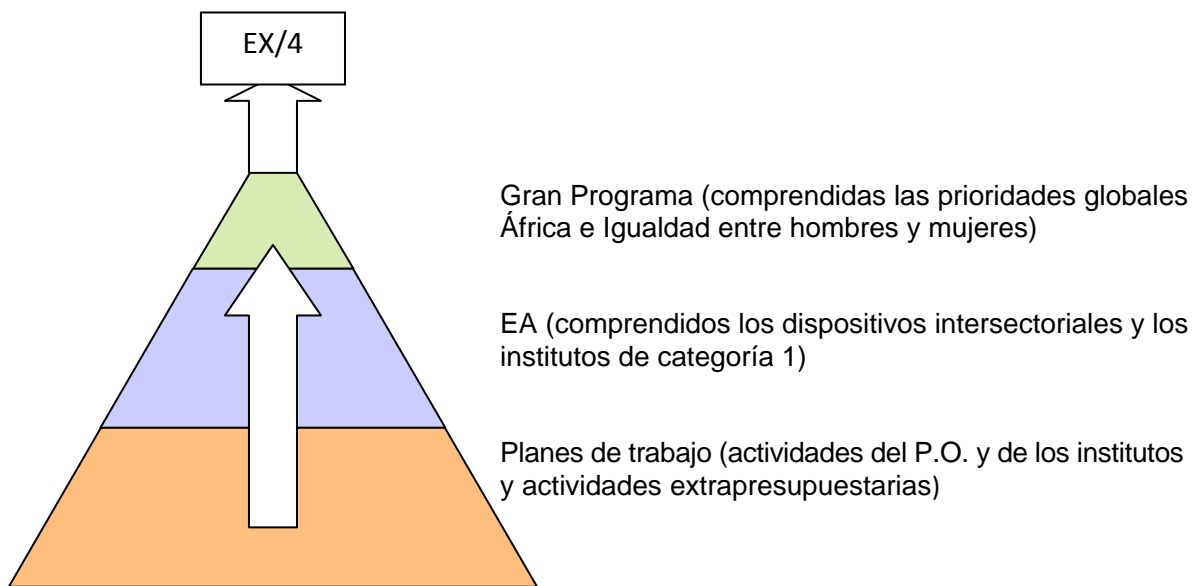 EX/4
Gran Programa (comprendidas las prioridades globales
África e Igualdad entre hombres y mujeres)
EA (comprendidos los dispositivos intersectoriales y los
institutos de categoría 1)
Planes de trabajo (actividades del P.O. y de los institutos
y actividades extrapresupuestarias)